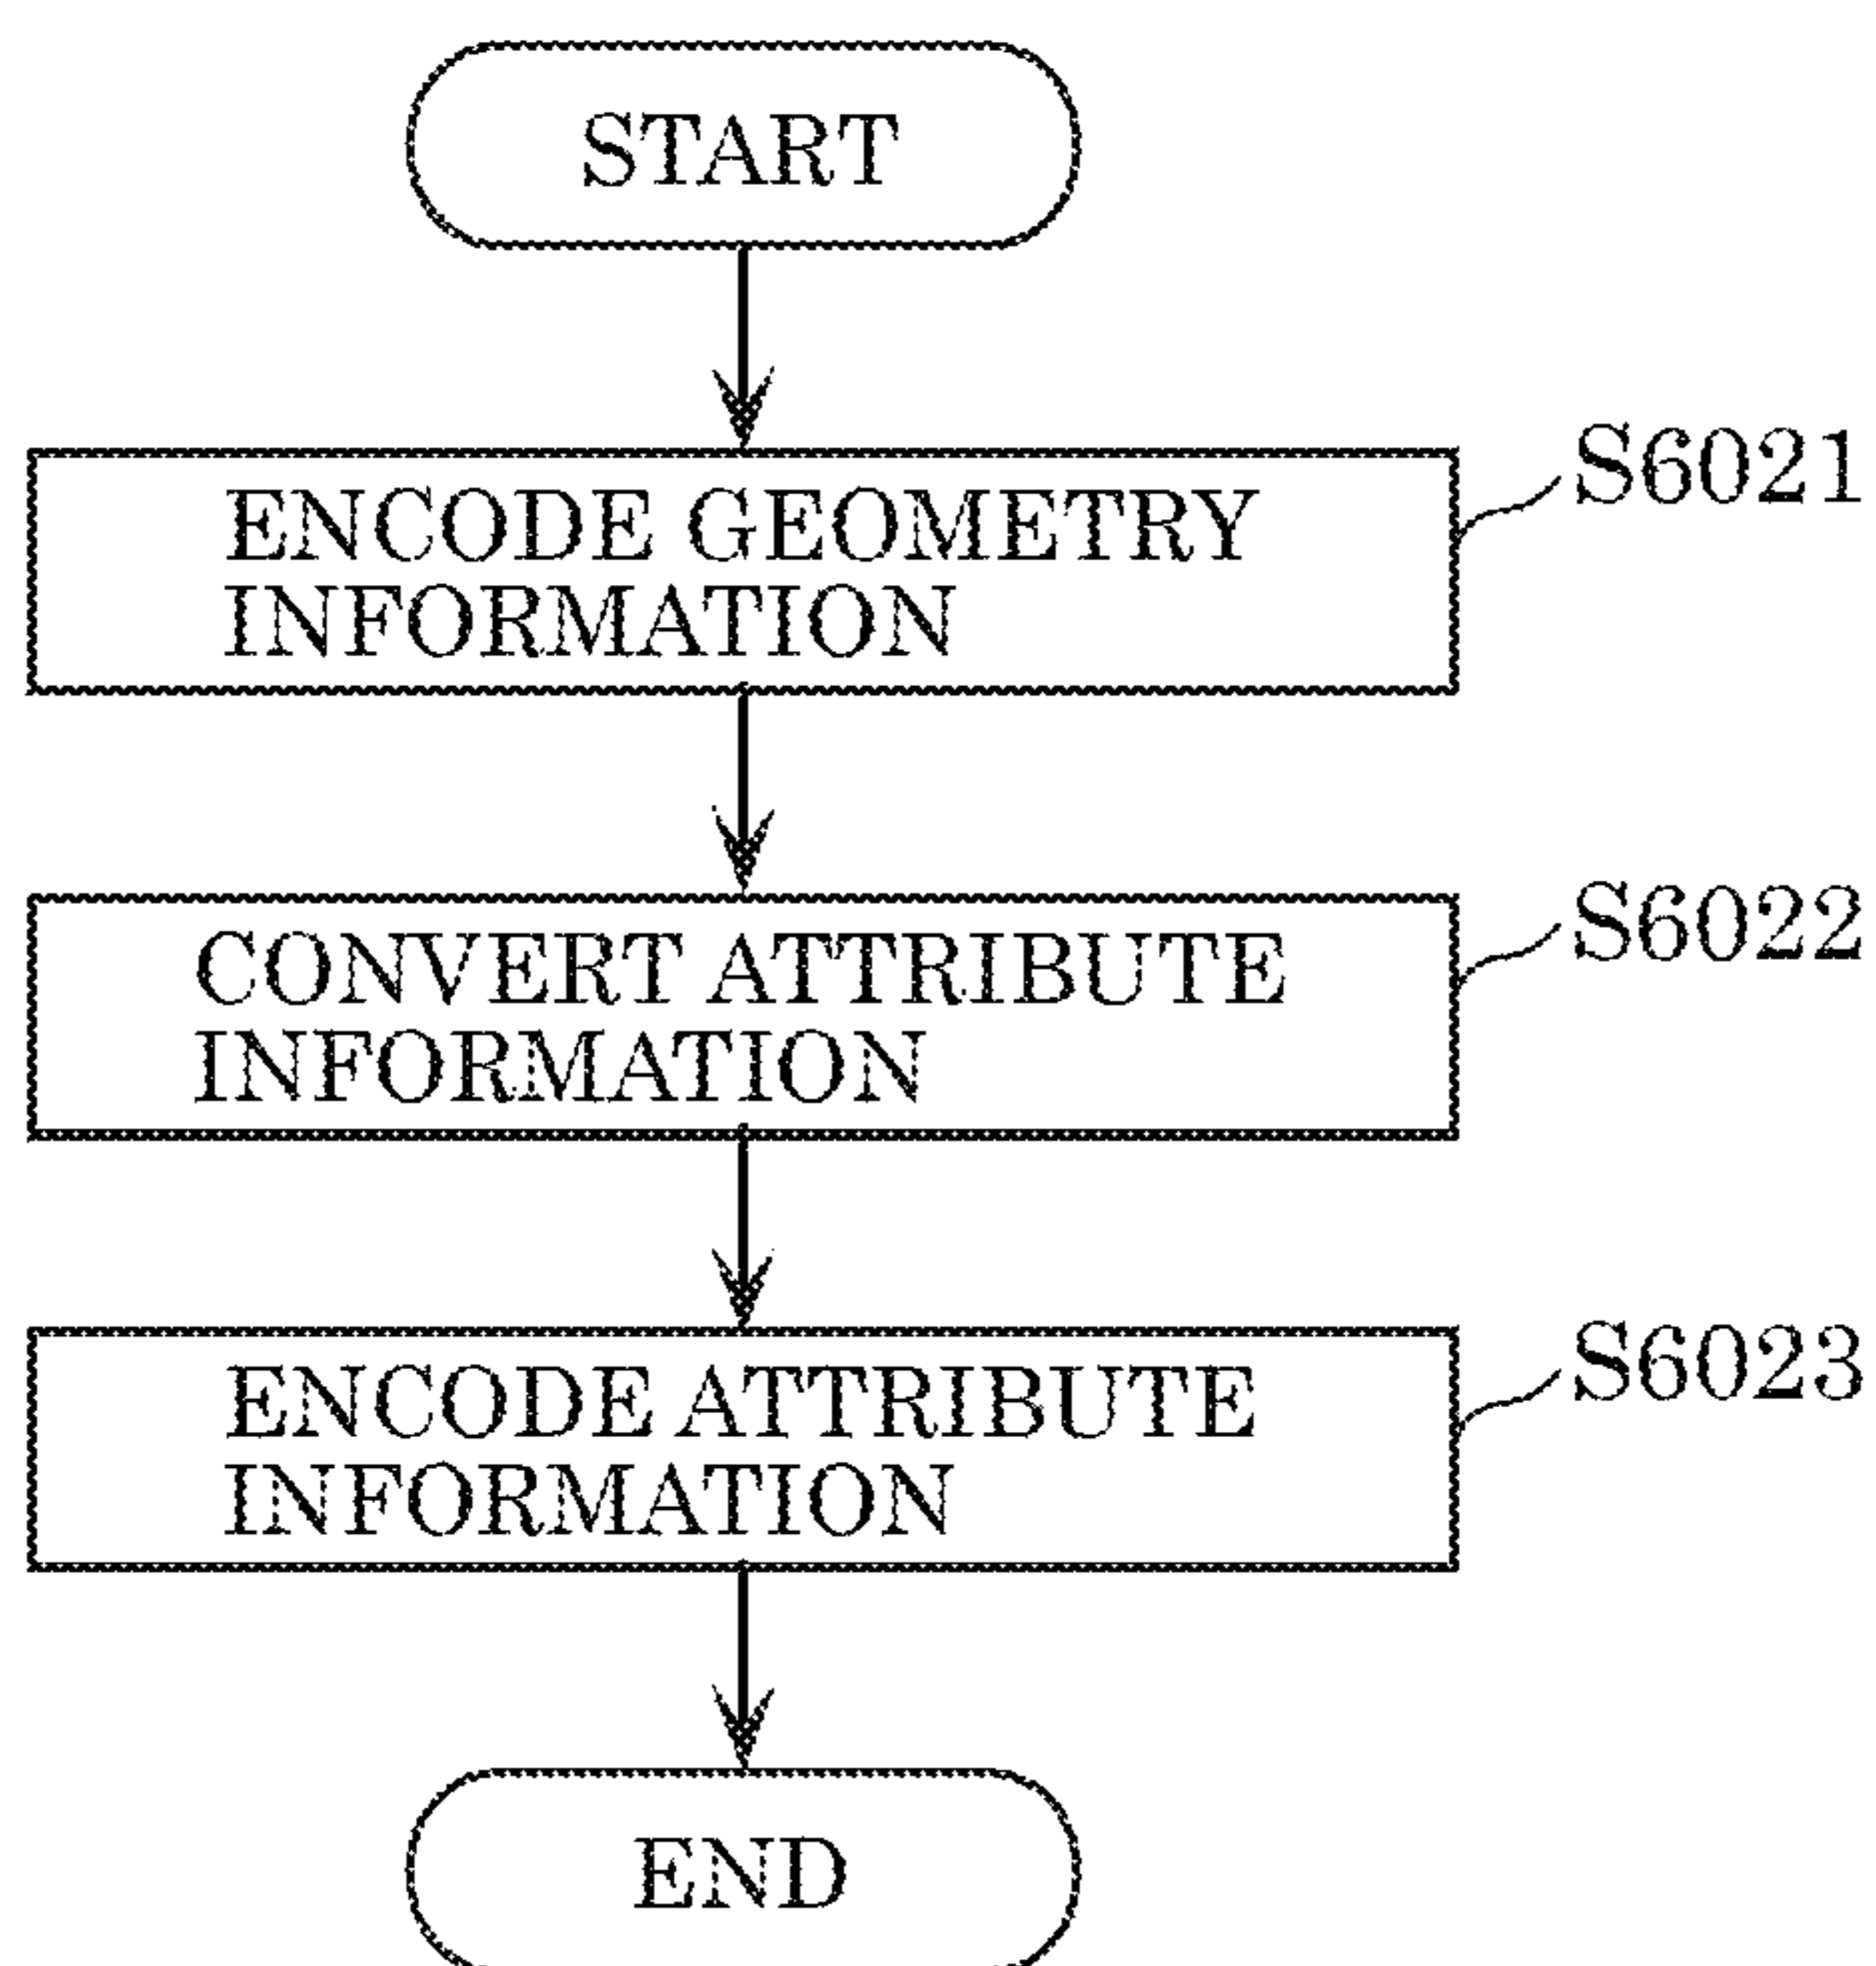 START
S6021
ENCODE GEOMETRY
INFORMATION
S6022
CONVERT ATTRIBUTE
INFORMATION
S6023
ENCODE ATTRIBUTE
INFORMATION
END